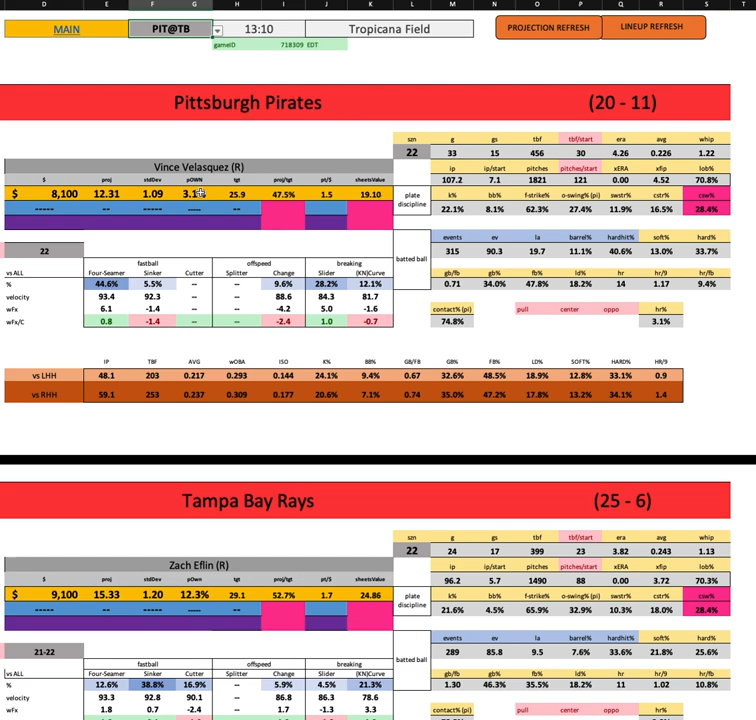 D E F G H I J K L M N O P Q R S T
MAIN PIT@TB 13:10 Tropicana Field PROJECTION REFRESH LINEUP REFRESH
gameID 718309 EDT
Pittsburgh Pirates (20 - 11)
szn g gs tbf tbf/start era avg whip
22 33 15 456 30 4.26 0.226 1.22
Vince Velasquez (R) ip ip/start pitches pitches/start xERA xfip lob%
$ proj stdDev pOWN tgt proj/tgt pt/$ sheetsValue 107.2 7.1 1821 121 0.00 4.52 70.8%
$ 8,100 12.31 1.09 25.9 47.5% 1.5 19.10 plate discipline k% bb% f-strike% o-swing% (pi) swstr% cstr% csw%
----- ----- ---- -- 22.1% 8.1% 62.3% 27.4% 11.9% 16.5% 28.4%
batted ball events ev la barrel% hardhit% soft% hard%
22 315 90.3 19.7 11.1% 40.6% 13.0% 33.7%
fastball offspeed breaking
vs ALL Four-Seamer Sinker Cutter Splitter Change Slider (KN)Curve gb/fb gb% fb% ld% hr hr/9 hr/fb
% 44.6% 5.5% -- -- 9.6% 28.2% 12.1% 0.71 34.0% 47.8% 18.2% 14 1.17 9.4%
velocity 93.4 92.3 -- -- 88.6 84.3 81.7
wFx 6.1 -1.4 -- -- -4.2 5.0 -1.6 contact% (pi) pull center oppo hr%
wFx/C 0.8 -1.4 -- -- -2.4 1.0 -0.7 74.8% 3.1%
IP TBF AVG wOBA ISO K% BB% GB/FB GB% FB% LD% SOFT% HARD% HR/9
vs LHH 48.1 203 0.217 0.293 0.144 24.1% 9.4% 0.67 32.6% 48.5% 18.9% 12.8% 33.1% 0.9
vs RHH 59.1 253 0.237 0.309 0.177 20.6% 7.1% 0.74 35.0% 47.2% 17.8% 13.2% 34.1% 1.4
Tampa Bay Rays (25 - 6)
szn g gs tbf tbf/start era avg whip
22 24 17 399 23 3.82 0.243 1.13
Zach Eflin (R) ip ip/start pitches pitches/start xERA xfip lob%
$ proj stdDev pOwn tgt proj/tgt pt/$ sheetsValue 96.2 5.7 1490 88 0.00 3.72 70.3%
$ 9,100 15.33 1.20 12.3% 29.1 52.7% 1.7 24.86 plate discipline k% bb% f-strike% o-swing% (pi) swstr% cstr% csw%
----- ----- ---- -- 21.6% 4.5% 65.9% 32.9% 10.3% 18.0% 28.4%
batted ball events ev la barrel% hardhit% soft% hard%
21-22 289 85.8 9.5 7.6% 33.6% 21.8% 25.6%
fastball offspeed breaking
vs ALL Four-Seamer Sinker Cutter Splitter Change Slider (KN)Curve gb/fb gb% fb% ld% hr hr/9 hr/fb
% 12.6% 38.8% 16.9% -- 5.9% 4.5% 21.3% 1.30 46.3% 35.5% 18.2% 11 1.02 10.8%
velocity 93.3 92.8 90.1 -- 86.3 86.3 78.6
wFx 1.8 0.7 -2.4 -- 1.7 -1.3 3.3 contact% (pi) pull center oppo hr%